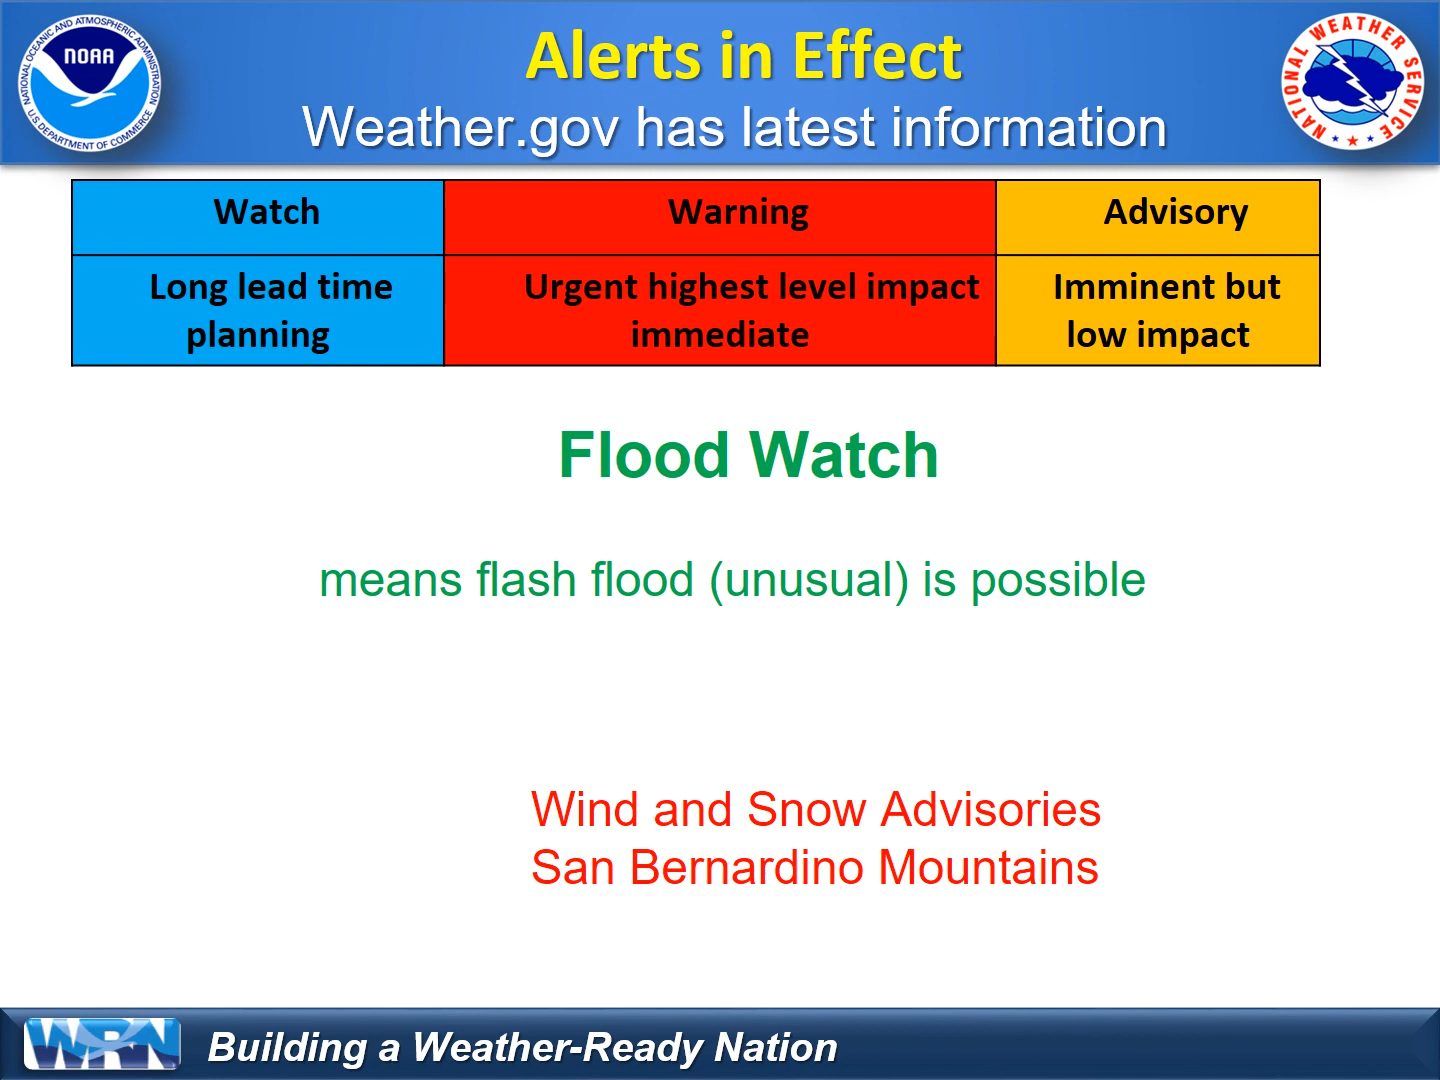 NATIONAL OCEANIC AND ATMOSPHERIC ADMINISTRATION
NOAA
U.S. DEPARTMENT OF COMMERCE
Alerts in Effect
Weather.gov has latest information
NATIONAL WEATHER SERVICE
Watch
Warning
Advisory
Long lead time
planning
Urgent highest level impact
immediate
Imminent but
low impact
Flood Watch
means flash flood (unusual) is possible
Wind and Snow Advisories
San Bernardino Mountains
WRN
Building a Weather-Ready Nation